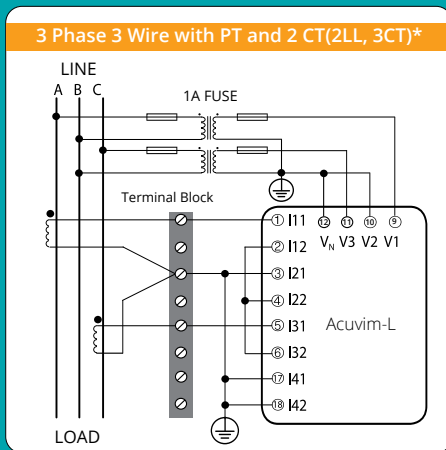 3 Phase 3 Wire with PT and 2 CT(2LL, 3CT)*
LINE
A B C
1A FUSE
Terminal Block
12 11 10 9
VN V3 V2 V1
1 I11
2 I12
3 I21
4 I22
5 I31
6 I32
17 I41
18 I42
Acuvim-L
LOAD